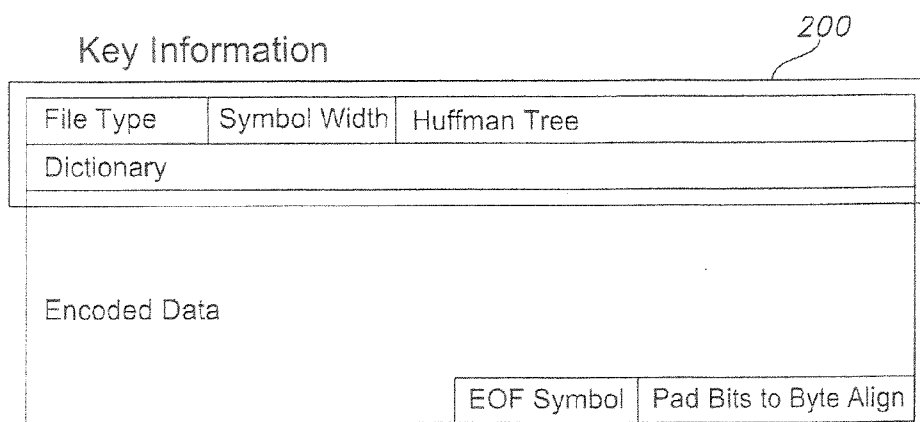 200
Key Information
File Type Symbol Width Huffman Tree
Dictionary
Encoded Data
EOF Symbol Pad Bits to Byte Align